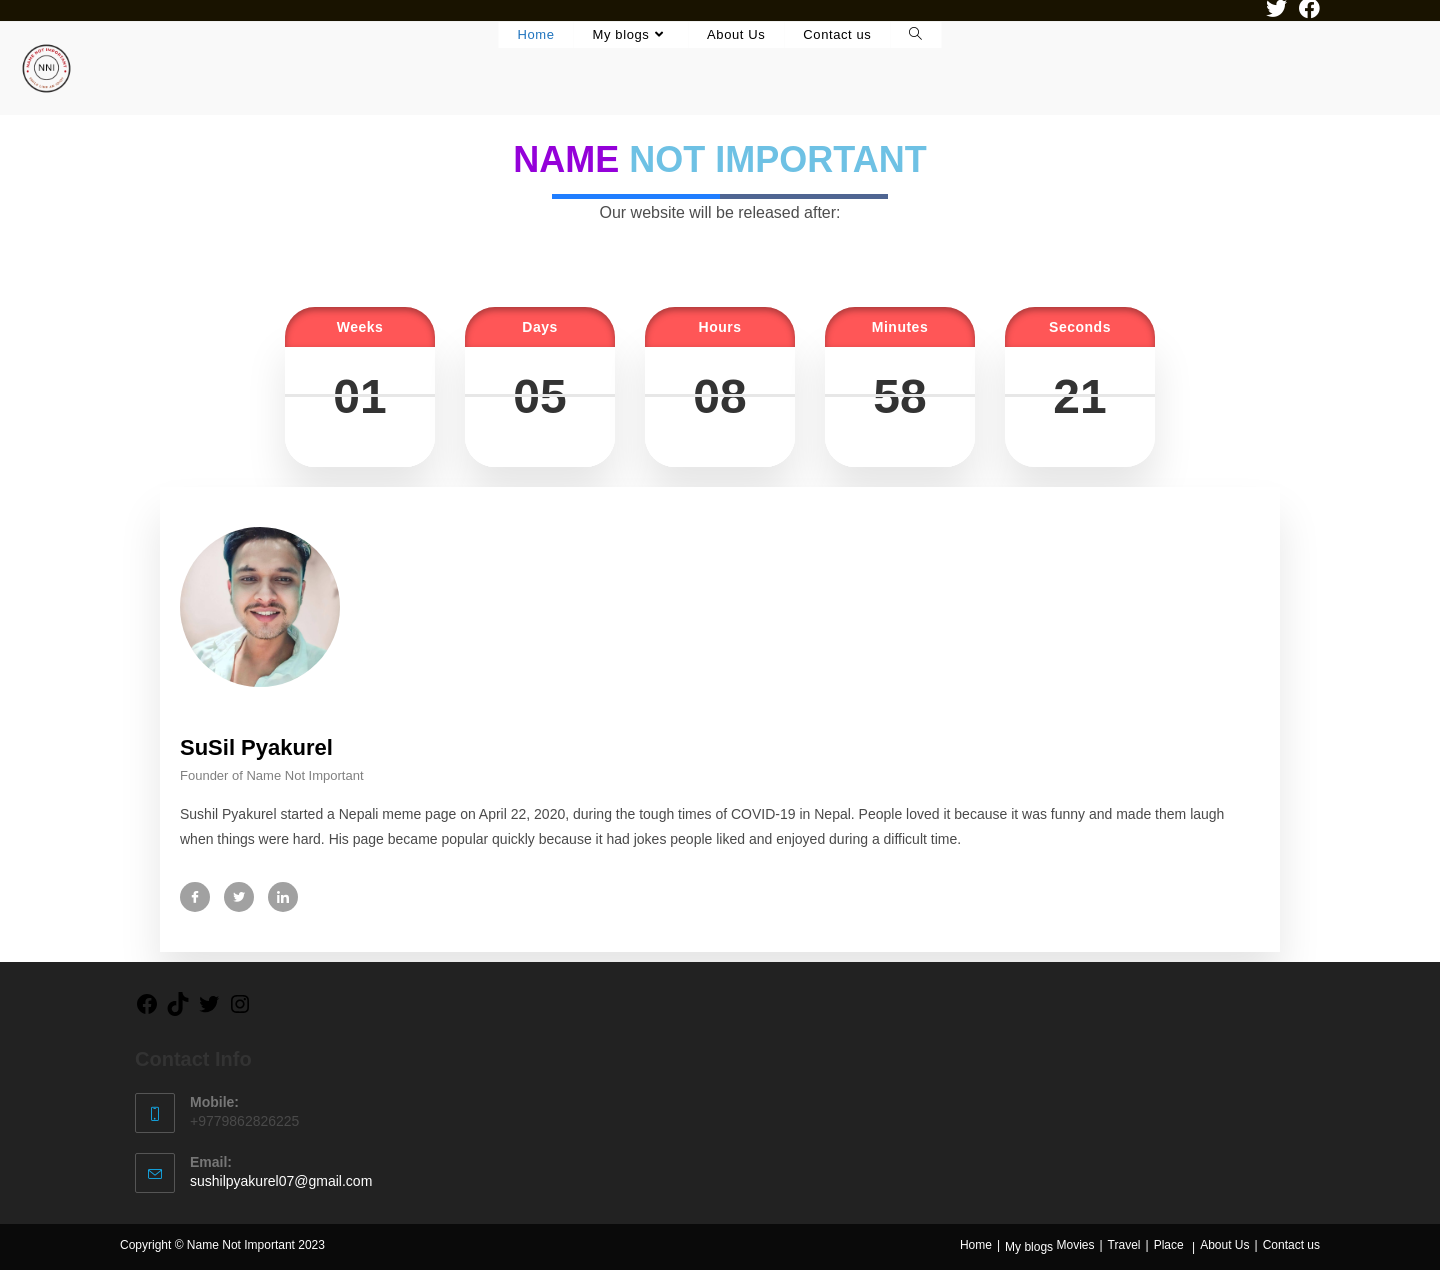 Home
My blogs
About Us
Contact us
NAME NOT IMPORTANT
NNI
NAME NOT IMPORTANT
Our website will be released after:
Weeks
Days
Hours
Minutes
Seconds
01
05
08
58
21
SuSil Pyakurel
Founder of Name Not Important
Sushil Pyakurel started a Nepali meme page on April 22, 2020, during the tough times of COVID-19 in Nepal. People loved it because it was funny and made them laugh
when things were hard. His page became popular quickly because it had jokes people liked and enjoyed during a difficult time.
Contact Info
Mobile:
+9779862826225
Email:
sushilpyakurel07@gmail.com
Copyright © Name Not Important 2023
Home | My blogs Movies | Travel | Place | About Us | Contact us